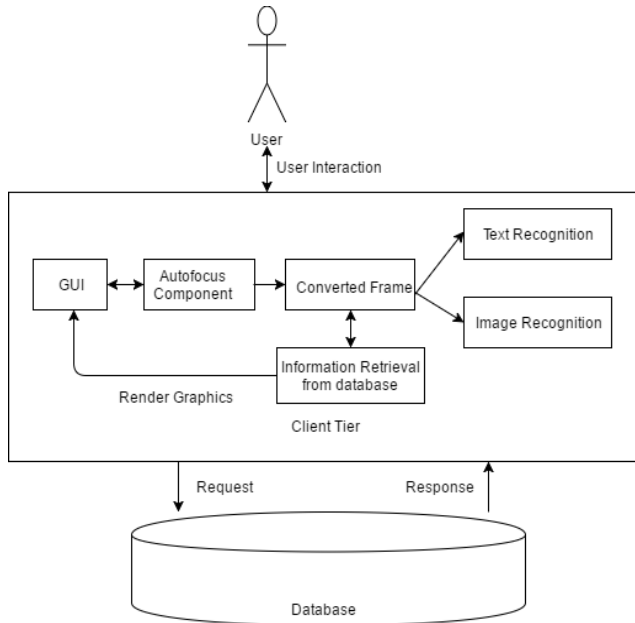 User
User Interaction
Text Recognition
GUI
Autofocus
Component
Converted Frame
Image Recognition
Information Retrieval
from database
Render Graphics
Client Tier
Request
Response
Database